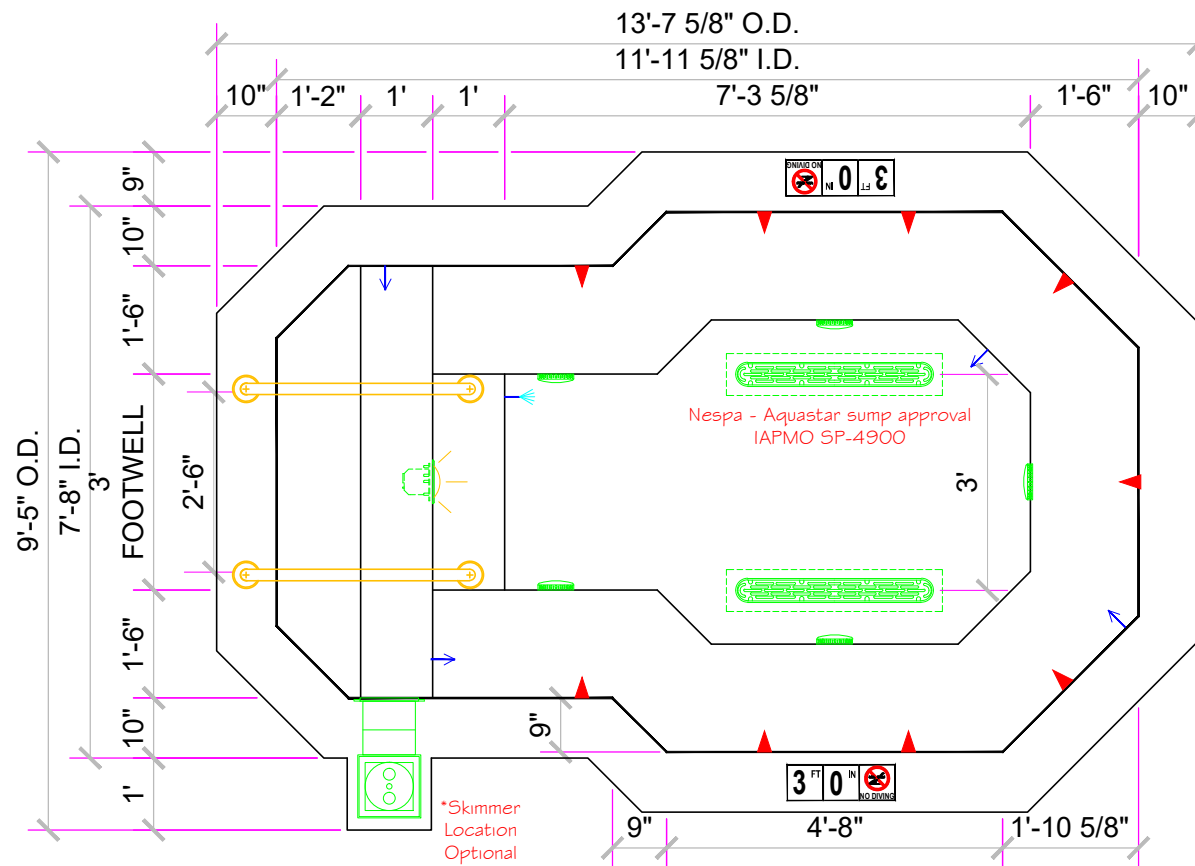 13'-7 5/8" O.D.
11'-11 5/8" I.D.
10" 1'-2" 1' 1' 7'-3 5/8" 1'-6" 10"
9"
10"
1'-6"
FOOTWELL
3'
2'-6"
1'-6"
10"
1'
9'-5" O.D.
7'-8" I.D.
NO DIVING 0 IN 3 FT
Nespa - Aquastar sump approval
IAPMO SP-4900
3'
9"
3 FT 0 IN NO DIVING
*Skimmer
Location
Optional
9" 4'-8" 1'-10 5/8"